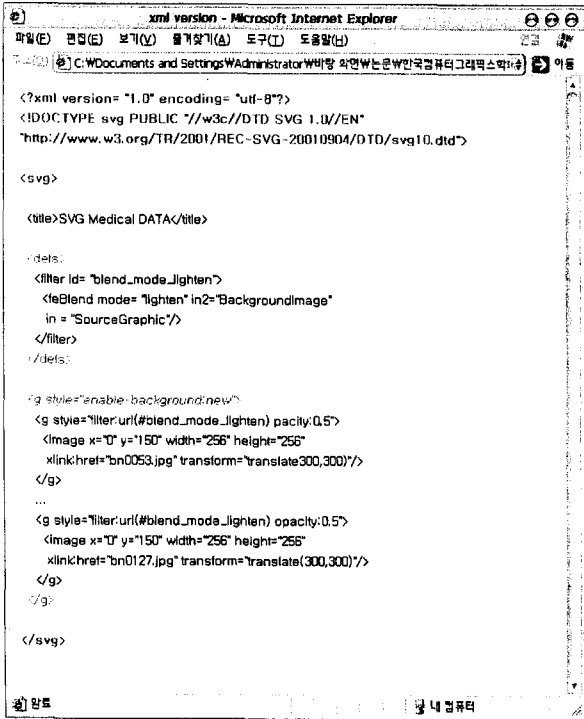 xml version - Microsoft Internet Explorer
파일(F) 편집(E) 보기(V) 즐겨찾기(A) 도구(T) 도움말(H) 연결
C:₩Documents and Settings₩Administrator₩바탕 화면₩논문₩한국컴퓨터그래픽스학 이동
<?xml version= "1.0" encoding= "utf-8"?>
<!DOCTYPE svg PUBLIC "//w3c//DTD SVG 1.0//EN"
"http://www.w3.org/TR/2001/REC-SVG-20010904/DTD/svg10.dtd">
<svg>
<title>SVG Medical DATA</title>
<defs>
<filter id= "blend_mode_lighten">
<feBlend mode= "lighten" in2="BackgroundImage"
in = "SourceGraphic"/>
</filter>
</defs>
<g style="enable-background:new">
<g style="filter:url(#blend_mode_lighten) pacity:0.5">
<image x="0" y="150" width="256" height="256"
xlink:href="bn0053.jpg" transform="translate300,300)"/>
</g>
...
<g style="filter:url(#blend_mode_lighten) opacity:0.5">
<image x="0" y="150" width="256" height="256"
xlink:href="bn0127.jpg" transform="translate(300,300)"/>
</g>
</g>
</svg>
완료 내 컴퓨터